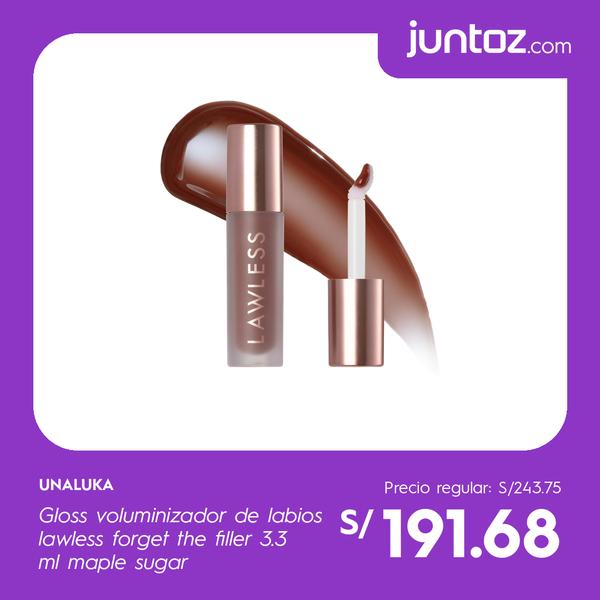 juntoz.com
LAWLESS
UNALUKA
Gloss voluminizador de labios
lawless forget the filler 3.3
ml maple sugar
Precio regular: S/243.75
S/191.68